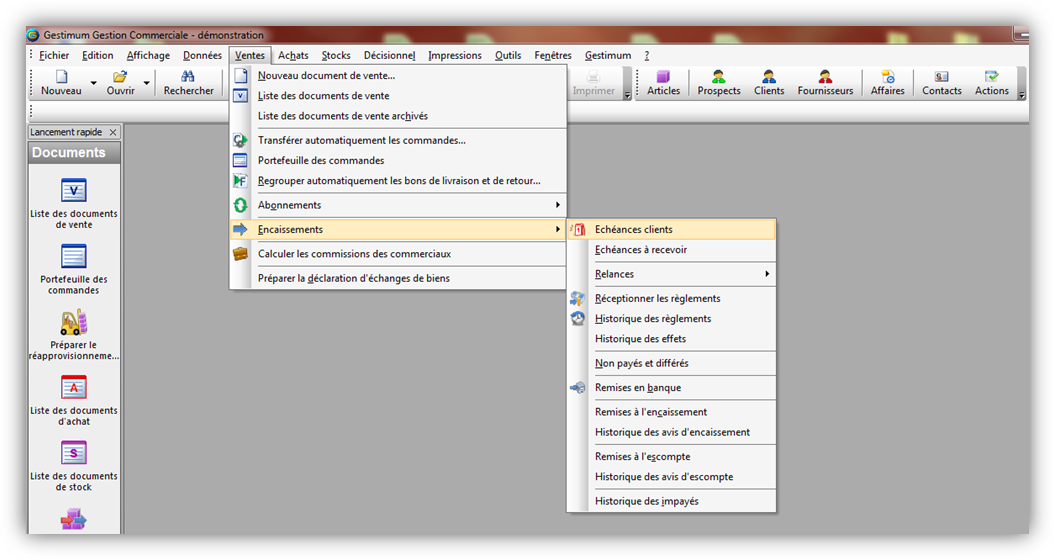 Gestimum Gestion Commerciale - démonstration
Fichier Edition Affichage Données Ventes Achats Stocks Décisionnel Impressions Outils Fenêtres Gestimum ?
Nouveau Ouvrir Rechercher Imprimer Articles Prospects Clients Fournisseurs Affaires Contacts Actions
Nouveau document de vente...
Liste des documents de vente
Liste des documents de vente archivés
Transférer automatiquement les commandes...
Portefeuille des commandes
Regrouper automatiquement les bons de livraison et de retour...
Abonnements
Encaissements
Calculer les commissions des commerciaux
Préparer la déclaration d'échanges de biens
Echéances clients
Echéances à recevoir
Relances
Réceptionner les règlements
Historique des règlements
Historique des effets
Non payés et différés
Remises en banque
Remises à l'encaissement
Historique des avis d'encaissement
Remises à l'escompte
Historique des avis d'escompte
Historique des impayés
Lancement rapide
Documents
Liste des documents
de vente
Portefeuille des
commandes
Préparer le
réapprovisionneme...
Liste des documents
d'achat
Liste des documents
de stock